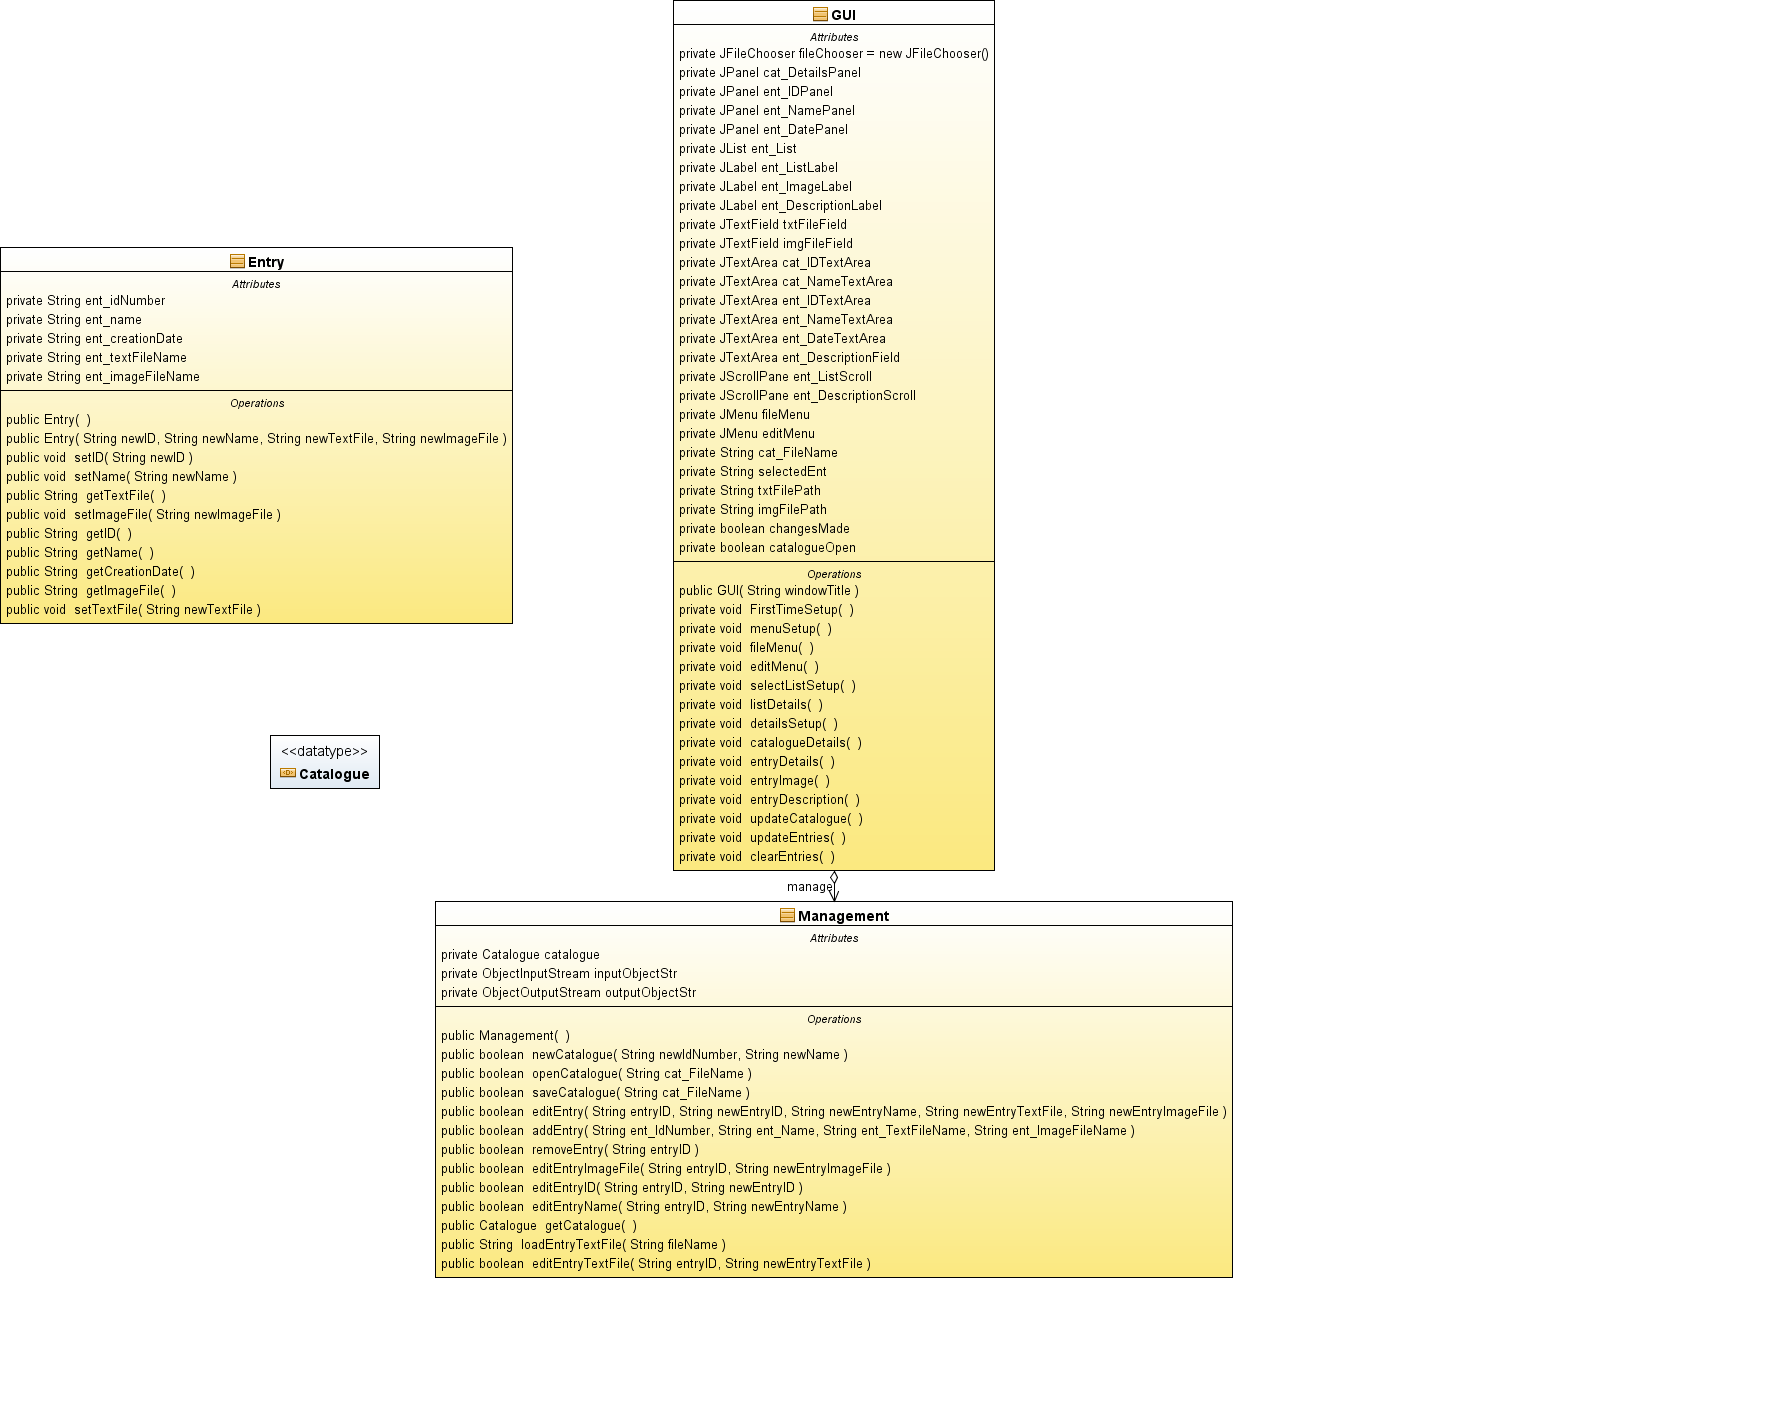 GUI
Attributes
private JFileChooser fileChooser = new JFileChooser()
private JPanel cat_DetailsPanel
private JPanel ent_IDPanel
private JPanel ent_NamePanel
private JPanel ent_DatePanel
private JList ent_List
private JLabel ent_ListLabel
private JLabel ent_ImageLabel
private JLabel ent_DescriptionLabel
private JTextField txtFileField
private JTextField imgFileField
private JTextArea cat_IDTextArea
private JTextArea cat_NameTextArea
private JTextArea ent_IDTextArea
private JTextArea ent_NameTextArea
private JTextArea ent_DateTextArea
private JTextArea ent_DescriptionField
private JScrollPane ent_ListScroll
private JScrollPane ent_DescriptionScroll
private JMenu fileMenu
private JMenu editMenu
private String cat_FileName
private String selectedEnt
private String txtFilePath
private String imgFilePath
private boolean changesMade
private boolean catalogueOpen
Operations
public GUI( String windowTitle )
private void  FirstTimeSetup(  )
private void  menuSetup(  )
private void  fileMenu(  )
private void  editMenu(  )
private void  selectListSetup(  )
private void  listDetails(  )
private void  detailsSetup(  )
private void  catalogueDetails(  )
private void  entryDetails(  )
private void  entryImage(  )
private void  entryDescription(  )
private void  updateCatalogue(  )
private void  updateEntries(  )
private void  clearEntries(  )
Entry
Attributes
private String ent_idNumber
private String ent_name
private String ent_creationDate
private String ent_textFileName
private String ent_imageFileName
Operations
public Entry(  )
public Entry( String newID, String newName, String newTextFile, String newImageFile )
public void  setID( String newID )
public void  setName( String newName )
public String  getTextFile(  )
public void  setImageFile( String newImageFile )
public String  getID(  )
public String  getName(  )
public String  getCreationDate(  )
public String  getImageFile(  )
public void  setTextFile( String newTextFile )
<<datatype>>
Catalogue
manage
Management
Attributes
private Catalogue catalogue
private ObjectInputStream inputObjectStr
private ObjectOutputStream outputObjectStr
Operations
public Management(  )
public boolean  newCatalogue( String newIdNumber, String newName )
public boolean  openCatalogue( String cat_FileName )
public boolean  saveCatalogue( String cat_FileName )
public boolean  editEntry( String entryID, String newEntryID, String newEntryName, String newEntryTextFile, String newEntryImageFile )
public boolean  addEntry( String ent_IdNumber, String ent_Name, String ent_TextFileName, String ent_ImageFileName )
public boolean  removeEntry( String entryID )
public boolean  editEntryImageFile( String entryID, String newEntryImageFile )
public boolean  editEntryID( String entryID, String newEntryID )
public boolean  editEntryName( String entryID, String newEntryName )
public Catalogue  getCatalogue(  )
public String  loadEntryTextFile( String fileName )
public boolean  editEntryTextFile( String entryID, String newEntryTextFile )